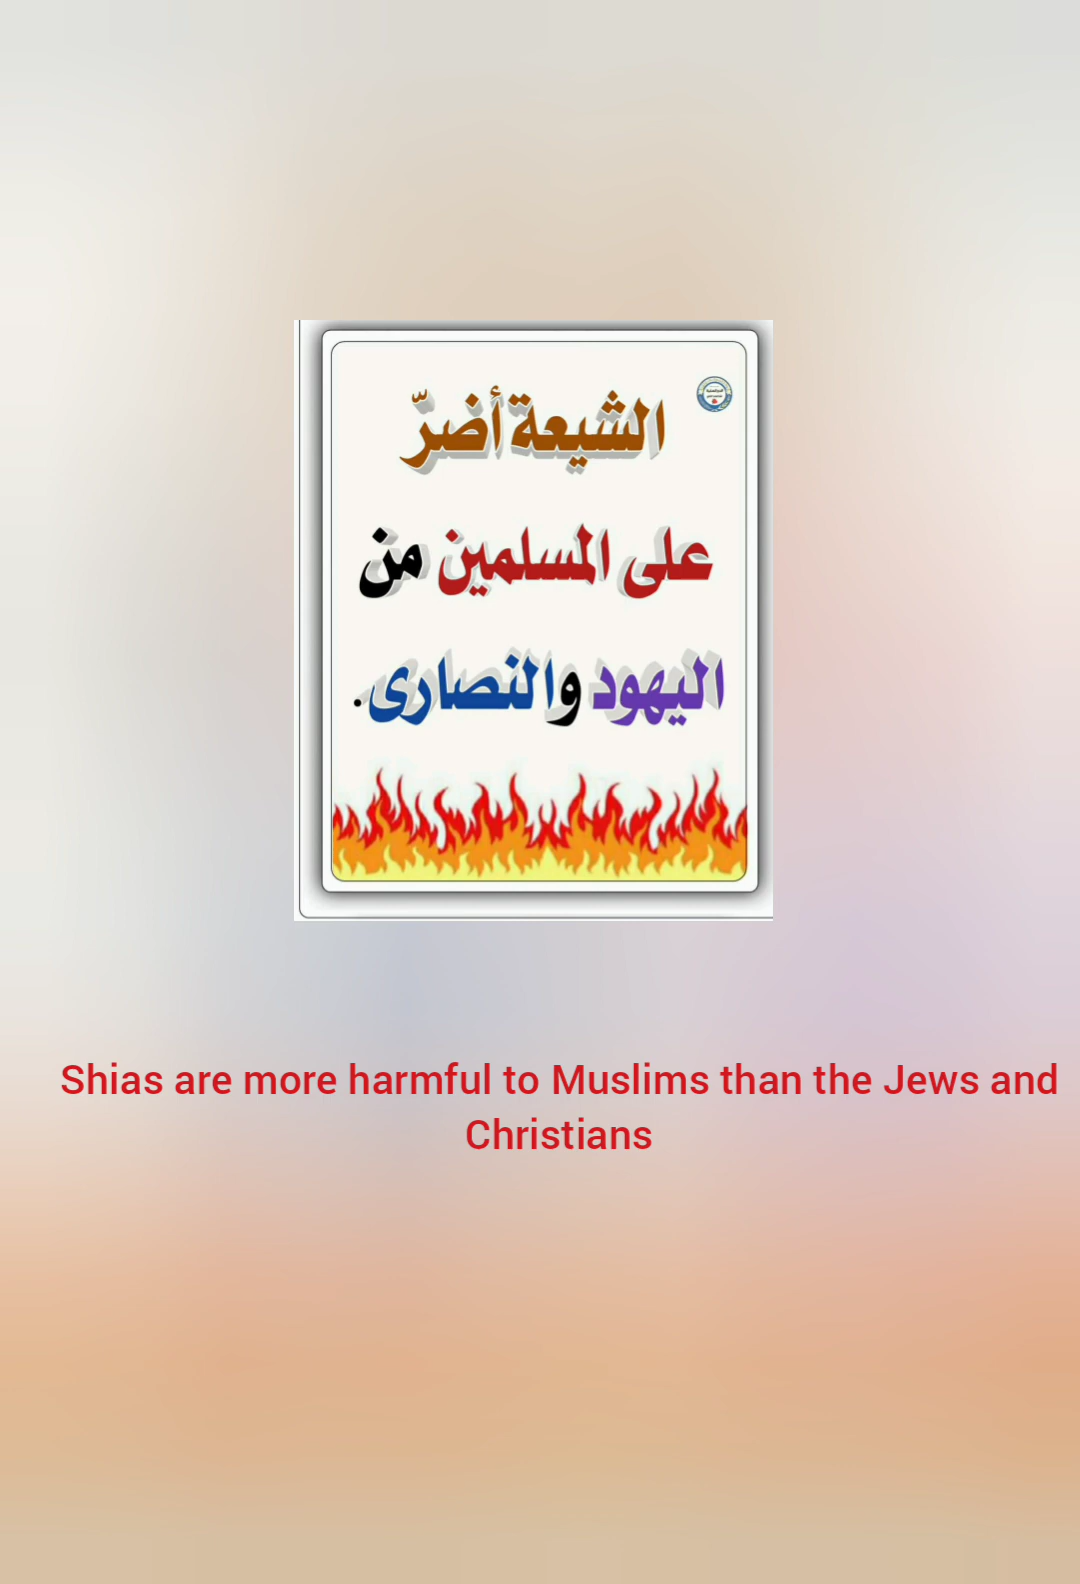 الشيعة أضرّ
على المسلمين من
اليهود والنصارى.
Shias are more harmful to Muslims than the Jews and
Christians